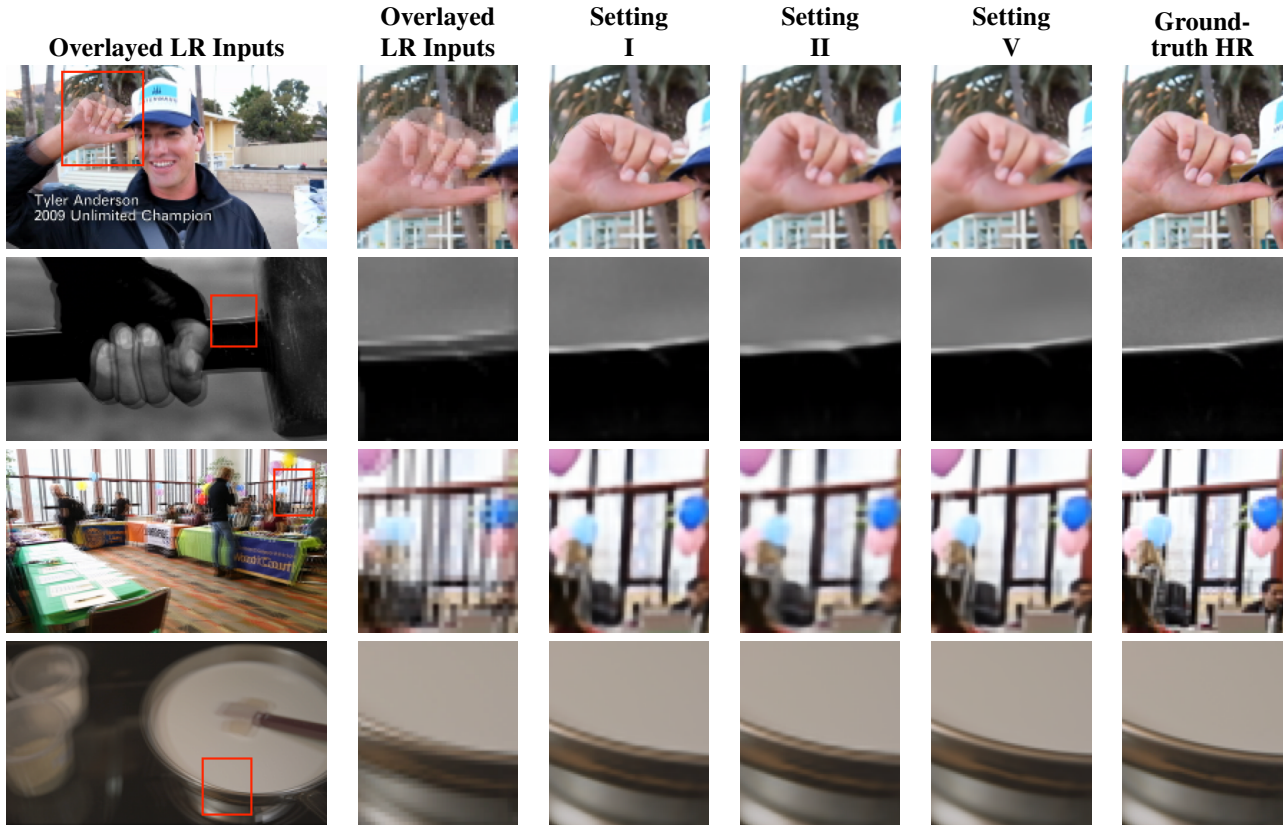 Overlayed LR Inputs
Overlayed
LR Inputs
Setting
I
Setting
II
Setting
V
Ground-
truth HR
Tyler Anderson
2009 Unlimited Champion